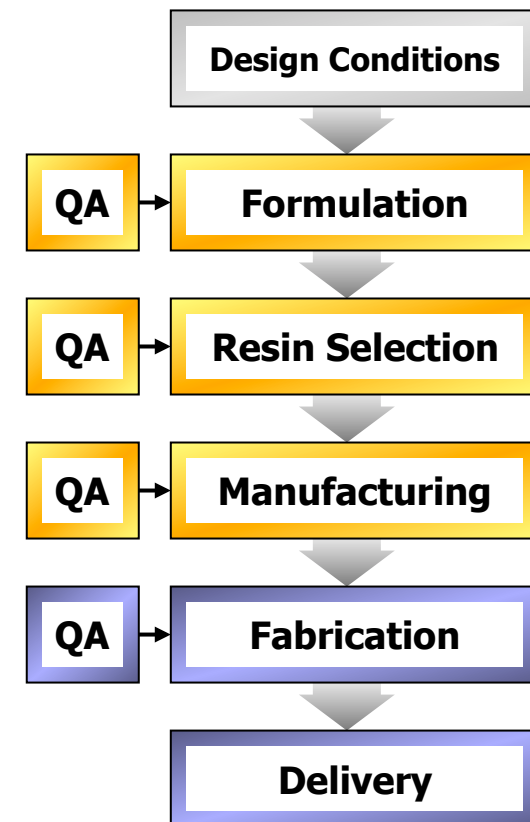 Design Conditions
QA
Formulation
QA
Resin Selection
QA
Manufacturing
QA
Fabrication
Delivery